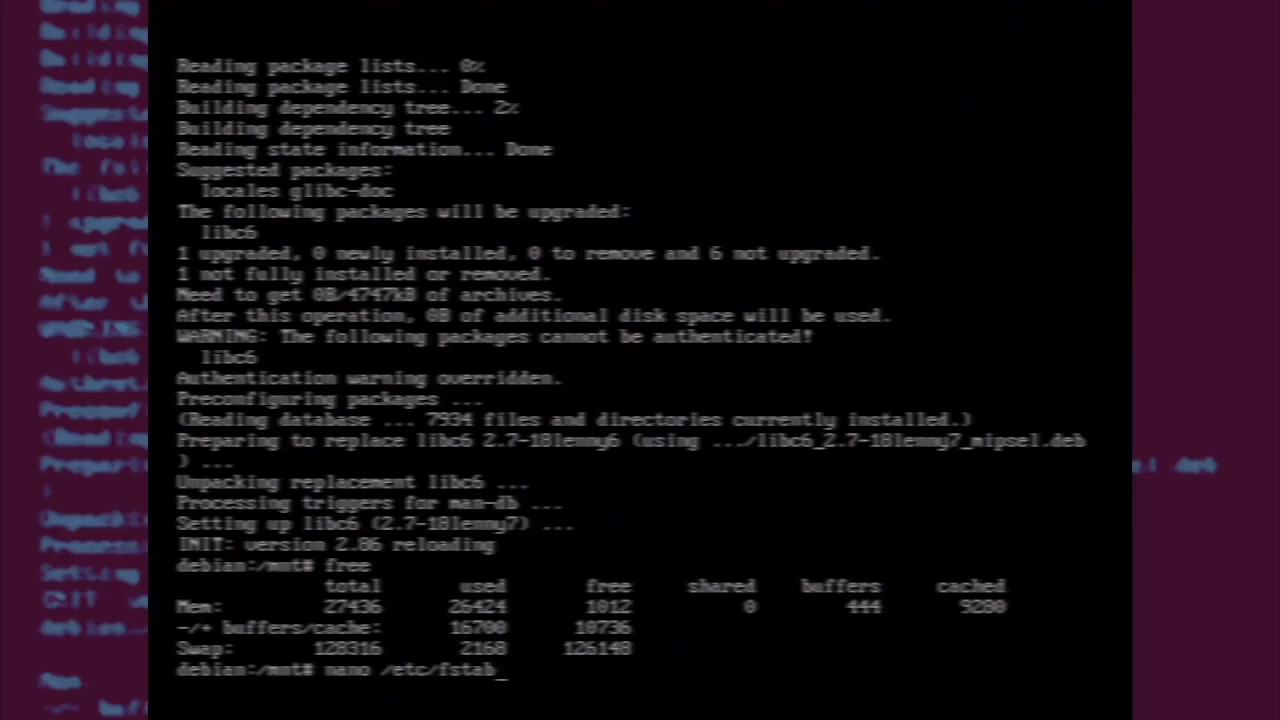 Reading package lists... 0%
Reading package lists... Done
Building dependency tree... 2%
Building dependency tree
Reading state information... Done
Suggested packages:
  locales glibc-doc
The following packages will be upgraded:
  libc6
1 upgraded, 0 newly installed, 0 to remove and 6 not upgraded.
1 not fully installed or removed.
Need to get 0B/4747kB of archives.
After this operation, 0B of additional disk space will be used.
WARNING: The following packages cannot be authenticated!
  libc6
Authentication warning overridden.
Preconfiguring packages ...
(Reading database ... 7934 files and directories currently installed.)
Preparing to replace libc6 2.7-18lenny6 (using .../libc6_2.7-18lenny7_mipsel.deb
) ...
Unpacking replacement libc6 ...
Processing triggers for man-db ...
Setting up libc6 (2.7-18lenny7) ...
INIT: version 2.86 reloading
debian:/mnt# free
total used free shared buffers cached
Mem: 27436 26424 1012 0 444 9280
-/+ buffers/cache: 16700 10736
Swap: 128316 2168 126148
debian:/mnt# nano /etc/fstab_